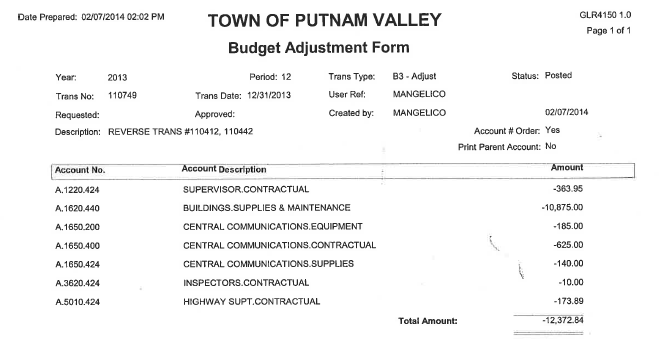 Date Prepared: 02/07/2014 02:02 PM TOWN OF PUTNAM VALLEY GLR4150 1.0
Page 1 of 1
Budget Adjustment Form
Year: 2013 Period: 12 Trans Type: B3 - Adjust Status: Posted
Trans No: 110749 Trans Date: 12/31/2013 User Ref: MANGELICO
Requested: Approved: Created by: MANGELICO 02/07/2014
Description: REVERSE TRANS #110412, 110442 Account # Order: Yes
Print Parent Account: No
Account No. Account Description Amount
A.1220.424 SUPERVISOR.CONTRACTUAL -363.95
A.1620.440 BUILDINGS.SUPPLIES & MAINTENANCE -10,875.00
A.1650.200 CENTRAL COMMUNICATIONS.EQUIPMENT -185.00
A.1650.400 CENTRAL COMMUNICATIONS.CONTRACTUAL -625.00
A.1650.424 CENTRAL COMMUNICATIONS.SUPPLIES -140.00
A.3620.424 INSPECTORS.CONTRACTUAL -10.00
A.5010.424 HIGHWAY SUPT.CONTRACTUAL -173.89
Total Amount: -12,372.84